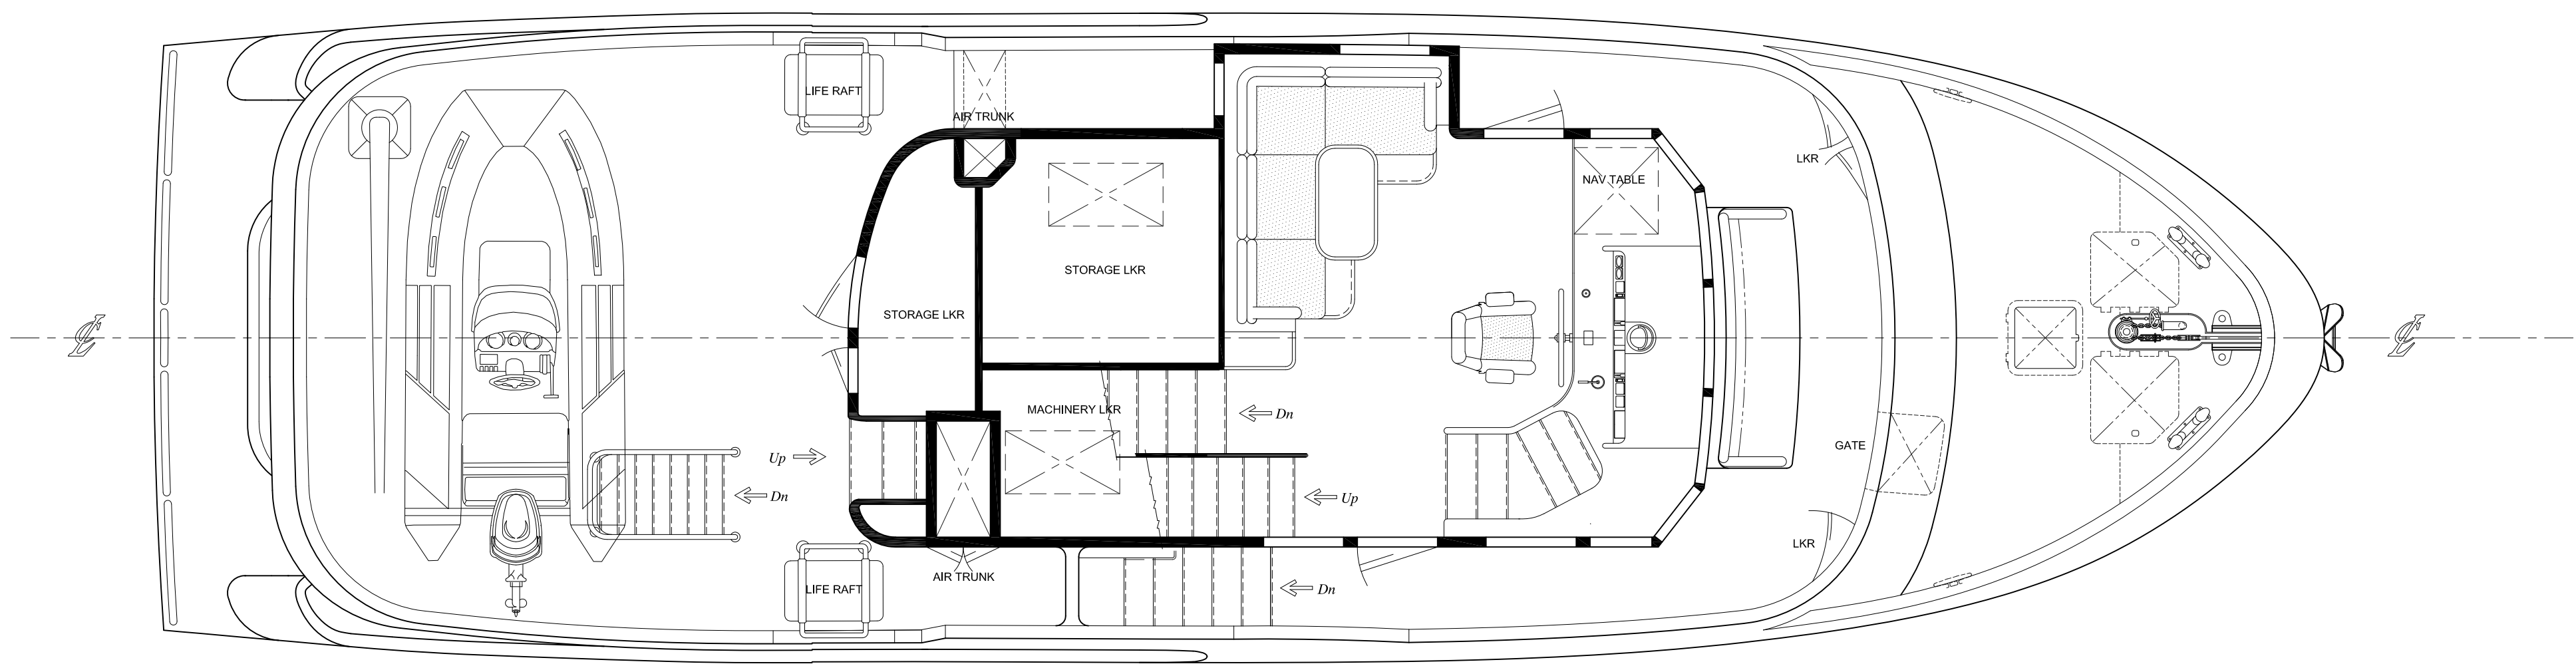 LIFE RAFT
AIR TRUNK
LKR
NAV TABLE
STORAGE LKR
STORAGE LKR
MACHINERY LKR
Dn
GATE
Up
Dn
Up
LKR
AIR TRUNK
LIFE RAFT
Dn